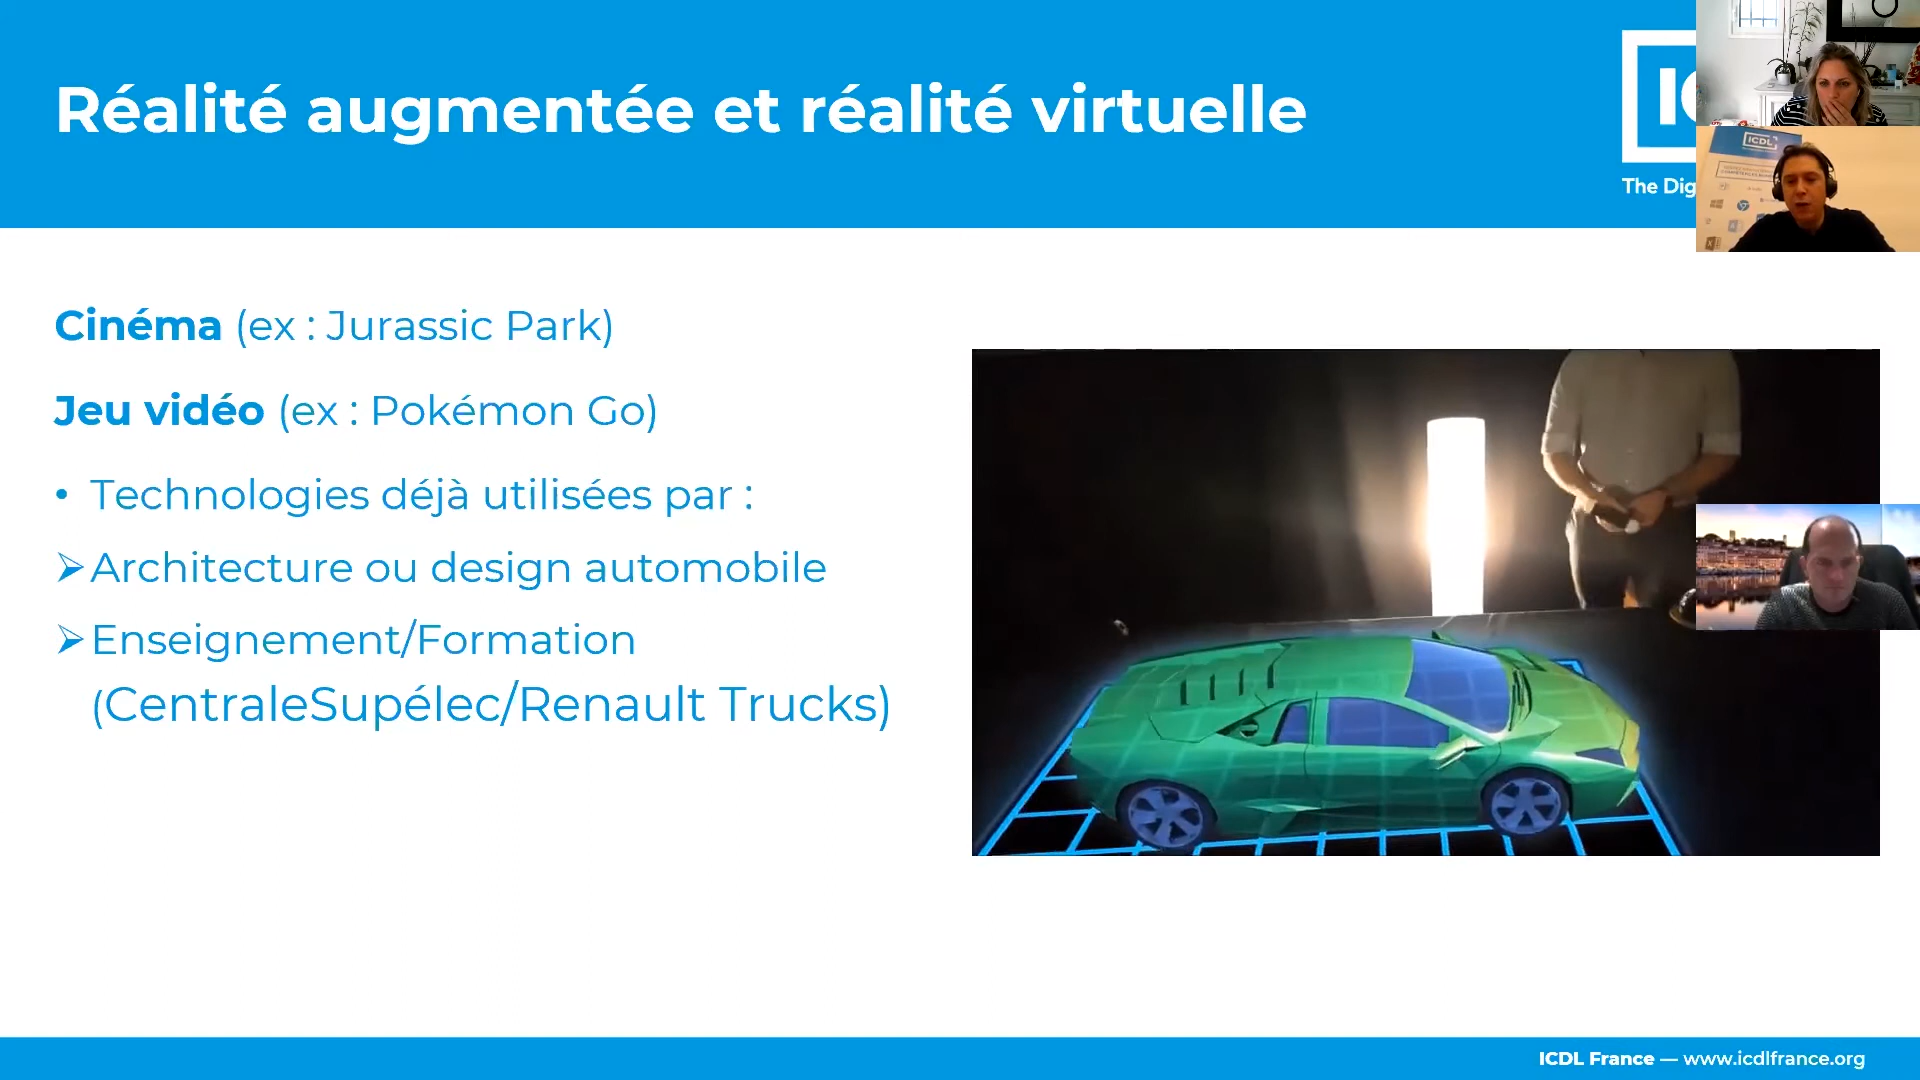 Réalité augmentée et réalité virtuelle
The Dig
ICDL
Cinéma (ex : Jurassic Park)
Jeu vidéo (ex : Pokémon Go)
• Technologies déjà utilisées par :
➢Architecture ou design automobile
➢Enseignement/Formation
(CentraleSupélec/Renault Trucks)
ICDL France — www.icdlfrance.org